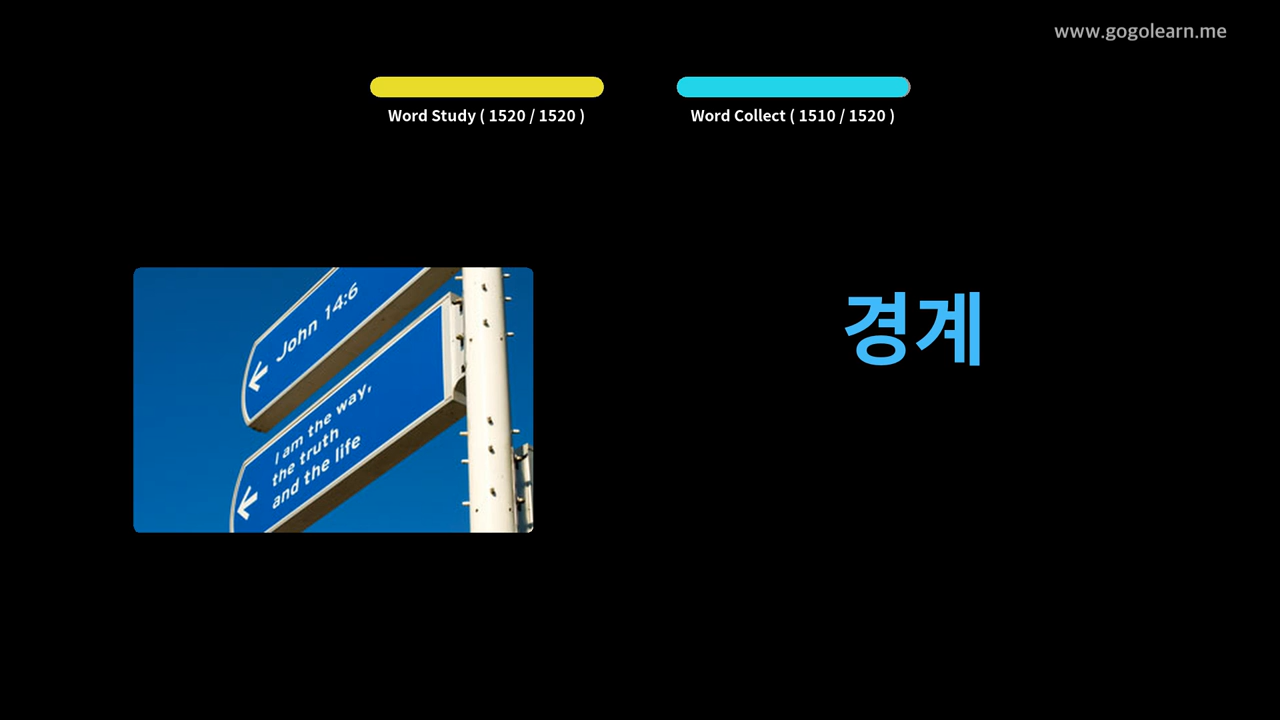 www.gogolearn.me
Word Study ( 1520 / 1520 )
Word Collect ( 1510 / 1520 )
John 14:6
I am the way,
the truth
and the life
경계